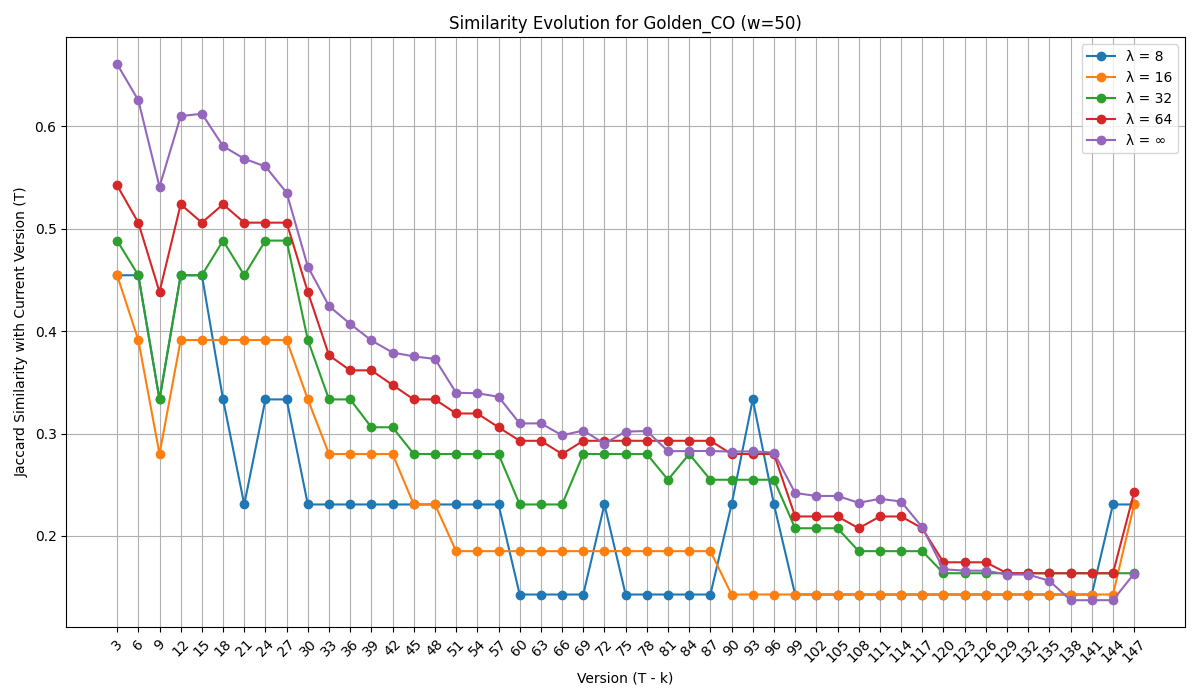 Similarity Evolution for Golden_CO (w=50)
Jaccard Similarity with Current Version (T)
0.6
0.5
0.4
0.3
0.2
λ = 8
λ = 16
λ = 32
λ = 64
λ = ∞
3 6 9 12 15 18 21 24 27 30 33 36 39 42 45 48 51 54 57 60 63 66 69 72 75 78 81 84 87 90 93 96 99 102 105 108 111 114 117 120 123 126 129 132 135 138 141 144 147
Version (T - k)